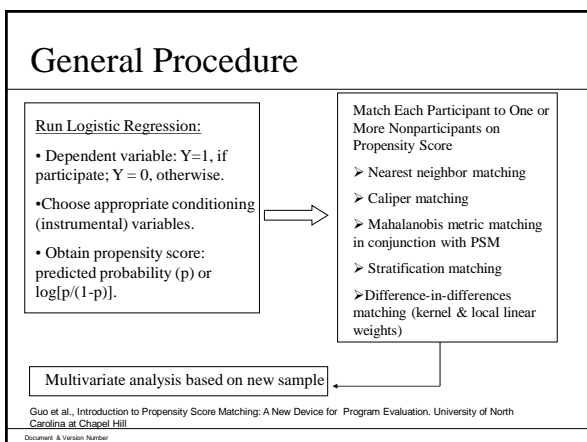 General Procedure
Run Logistic Regression:
• Dependent variable: Y=1, if
participate; Y = 0, otherwise.
•Choose appropriate conditioning
(instrumental) variables.
• Obtain propensity score:
predicted probability (p) or
log[p/(1-p)].
Match Each Participant to One or
More Nonparticipants on
Propensity Score
➢ Nearest neighbor matching
➢ Caliper matching
➢ Mahalanobis metric matching
in conjunction with PSM
➢ Stratification matching
➢Difference-in-differences
matching (kernel & local linear
weights)
Multivariate analysis based on new sample
Guo et al., Introduction to Propensity Score Matching: A New Device for Program Evaluation. University of North
Carolina at Chapel Hill
Document & Version Number